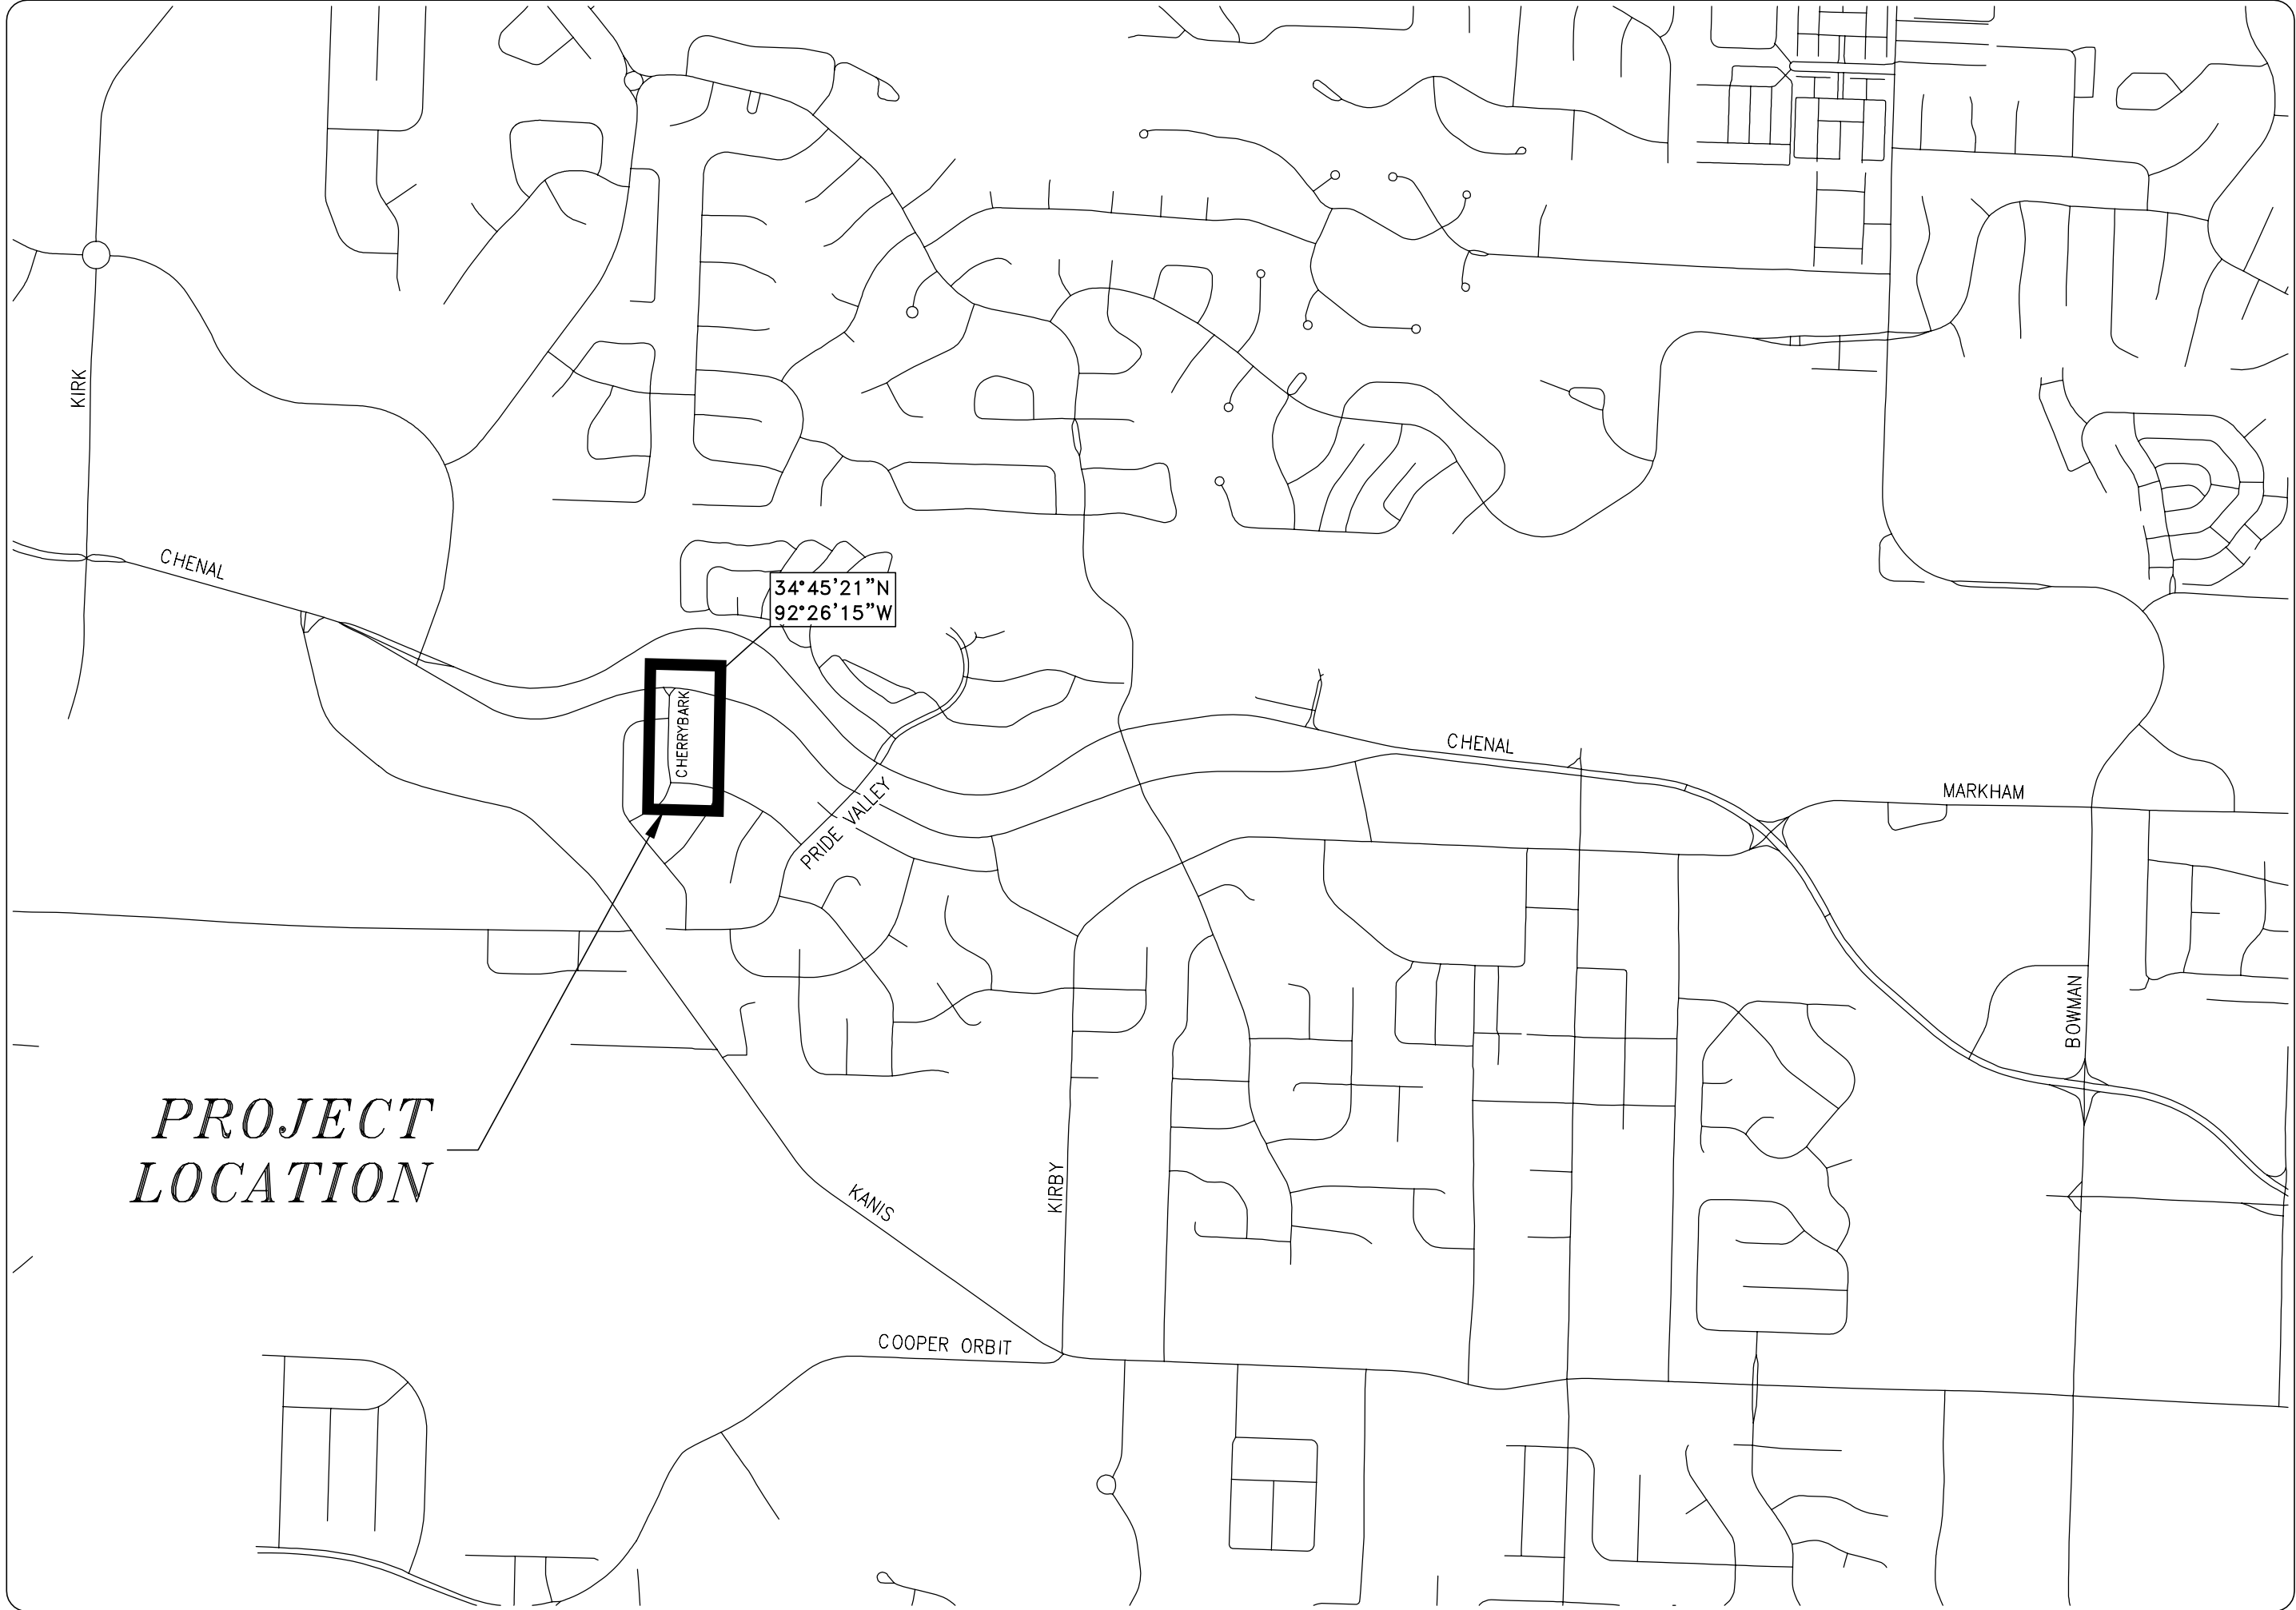 KIRK
CHENAL
34°45'21"N
92°26'15"W
CHERRYBARK
PRIDE VALLEY
CHENAL
MARKHAM
BOWMAN
PROJECT
LOCATION
KANIS
KIRBY
COOPER ORBIT